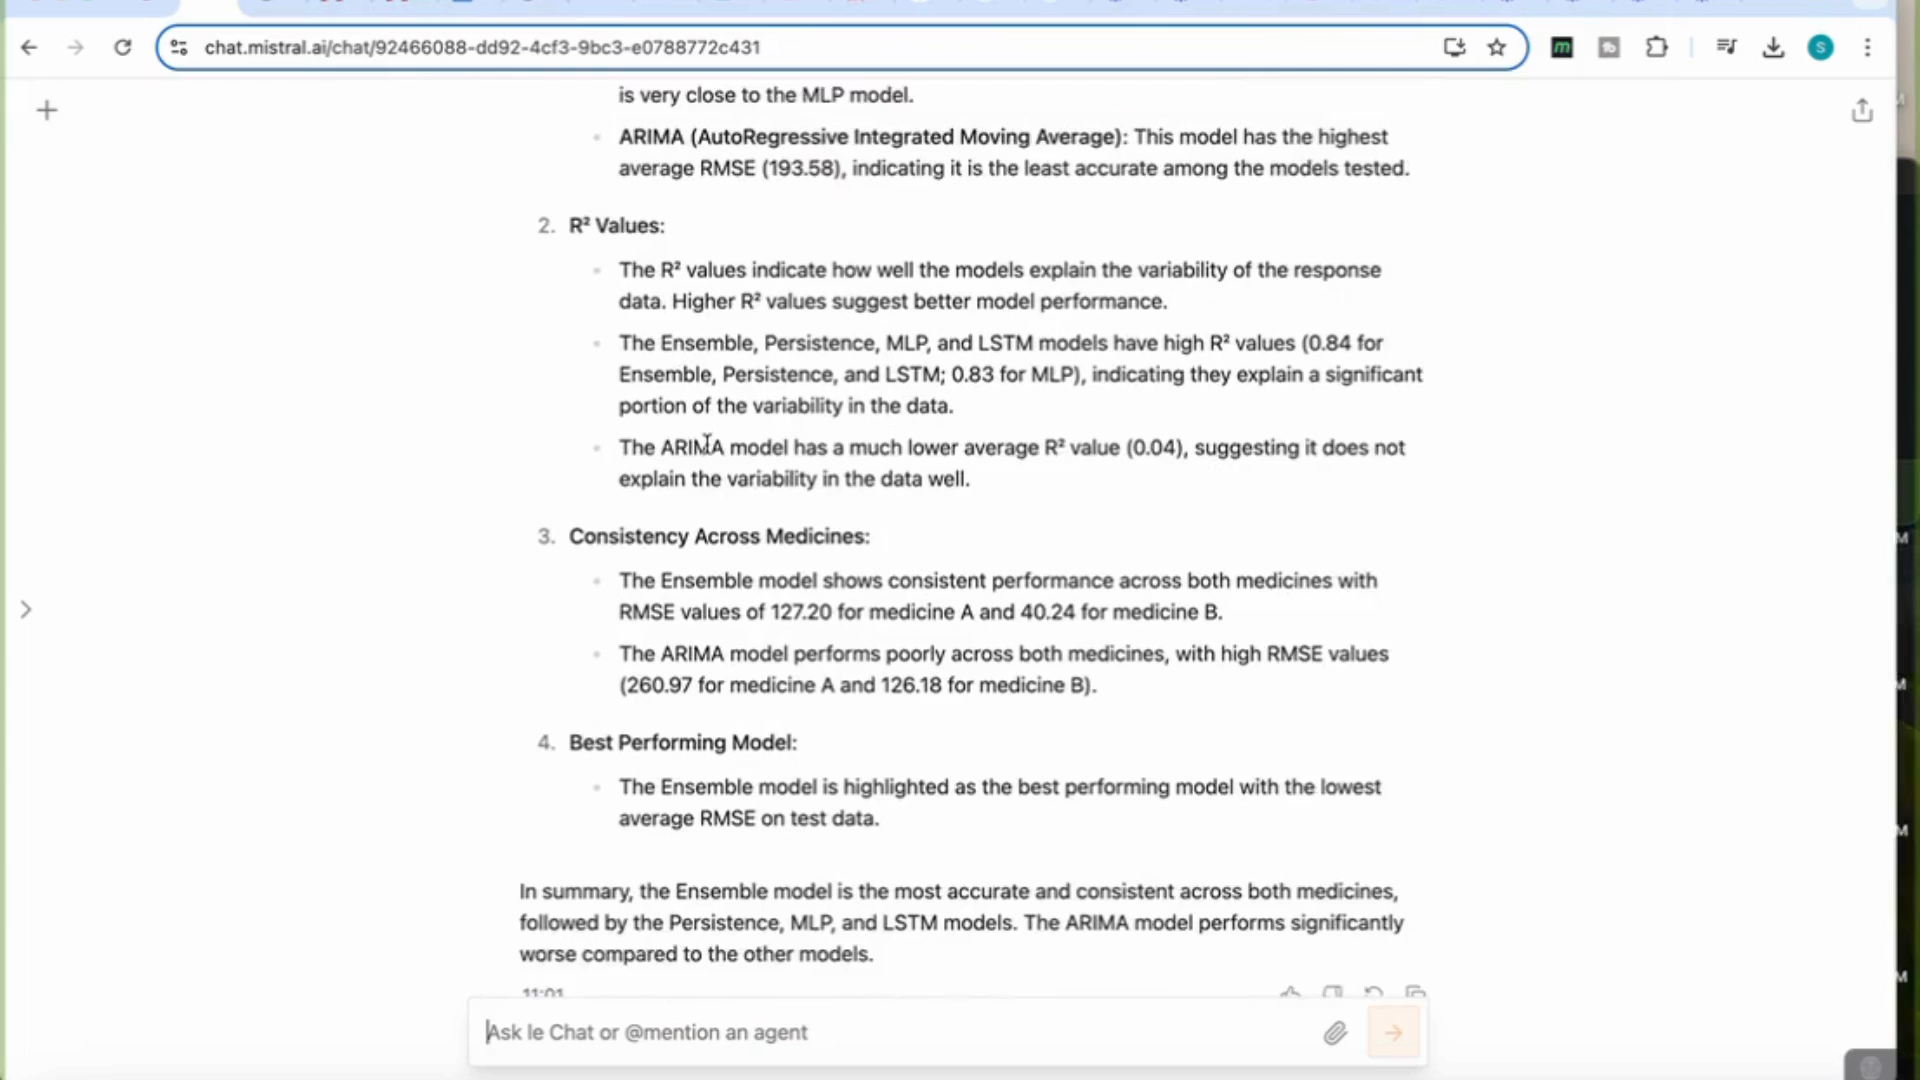 chat.mistral.ai/chat/92466088-dd92-4cf3-9bc3-e0788772c431
S
is very close to the MLP model.
ARIMA (AutoRegressive Integrated Moving Average): This model has the highest
average RMSE (193.58), indicating it is the least accurate among the models tested.
2. R² Values:
The R² values indicate how well the models explain the variability of the response
data. Higher R² values suggest better model performance.
The Ensemble, Persistence, MLP, and LSTM models have high R² values (0.84 for
Ensemble, Persistence, and LSTM; 0.83 for MLP), indicating they explain a significant
portion of the variability in the data.
The ARIMA model has a much lower average R² value (0.04), suggesting it does not
explain the variability in the data well.
3. Consistency Across Medicines:
The Ensemble model shows consistent performance across both medicines with
RMSE values of 127.20 for medicine A and 40.24 for medicine B.
The ARIMA model performs poorly across both medicines, with high RMSE values
(260.97 for medicine A and 126.18 for medicine B).
4. Best Performing Model:
The Ensemble model is highlighted as the best performing model with the lowest
average RMSE on test data.
In summary, the Ensemble model is the most accurate and consistent across both medicines,
followed by the Persistence, MLP, and LSTM models. The ARIMA model performs significantly
worse compared to the other models.
11:01
Ask le Chat or @mention an agent